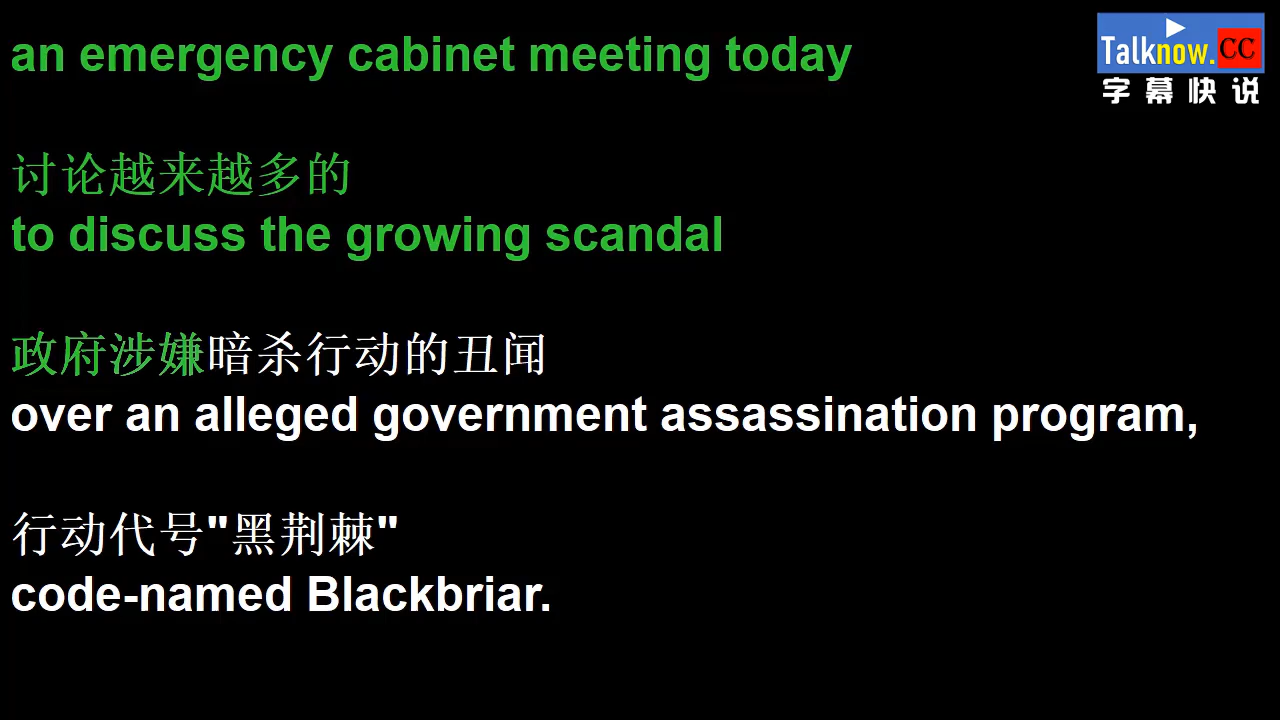 an emergency cabinet meeting today
Talknow.CC
字幕快说
讨论越来越多的
to discuss the growing scandal
政府涉嫌暗杀行动的丑闻
over an alleged government assassination program,
行动代号"黑荆棘"
code-named Blackbriar.